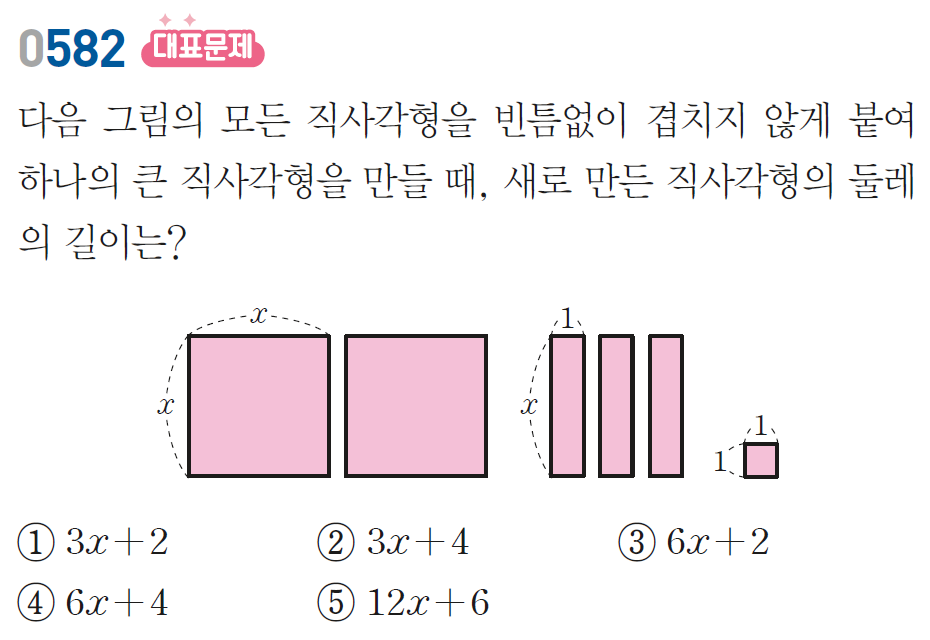 0582 대표문제
다음 그림의 모든 직사각형을 빈틈없이 겹치지 않게 붙여
하나의 큰 직사각형을 만들 때, 새로 만든 직사각형의 둘레
의 길이는?
x 1
x x 1
1
① 3x+2 ② 3x+4 ③ 6x+2
④ 6x+4 ⑤ 12x+6